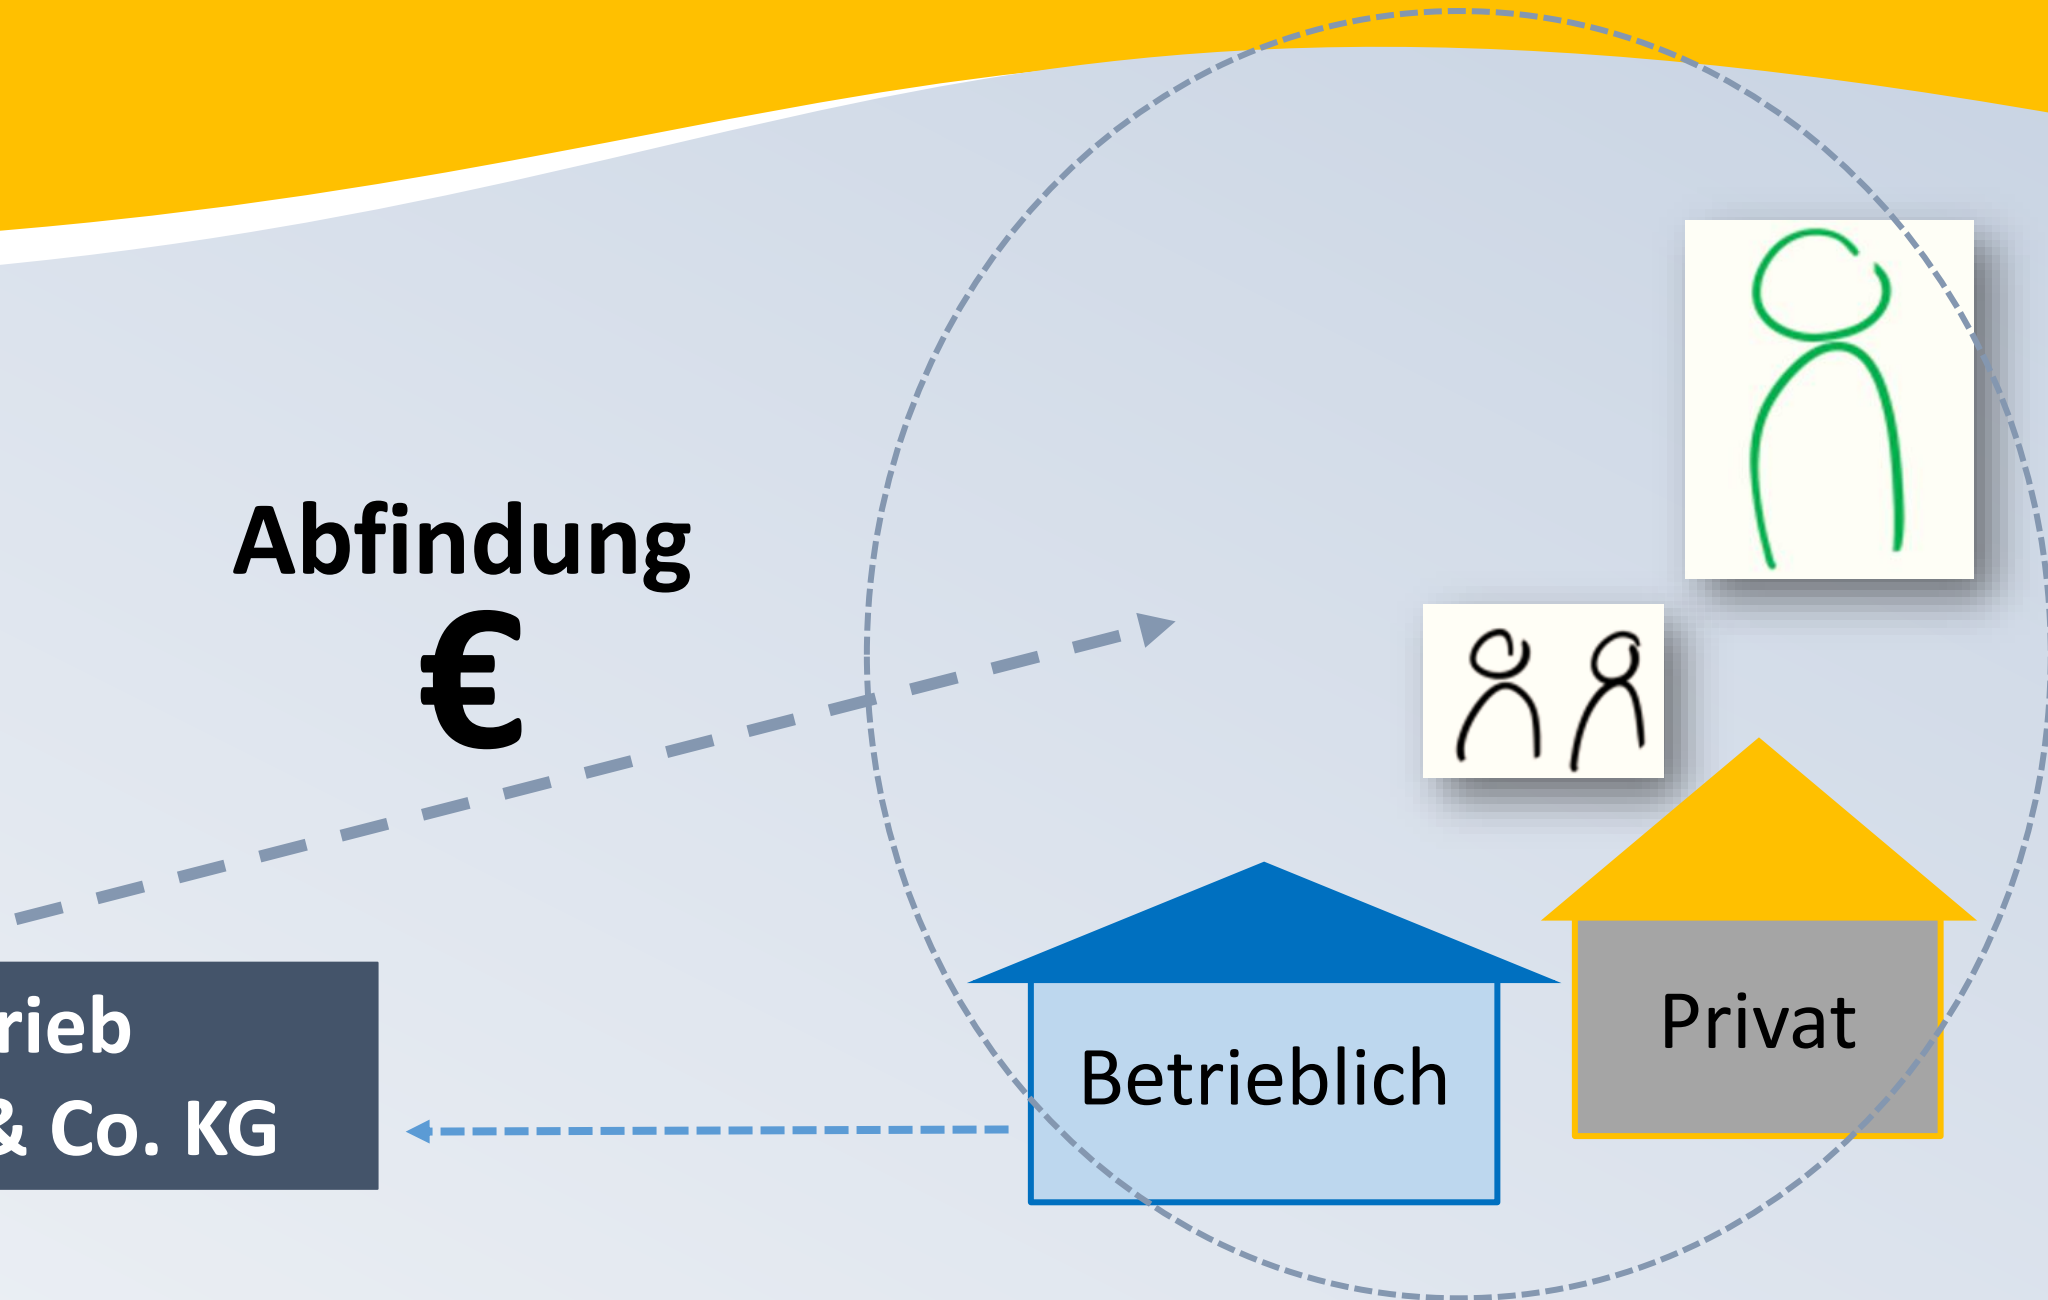 Abfindung
€
rieb
& Co. KG
Betrieblich
Privat